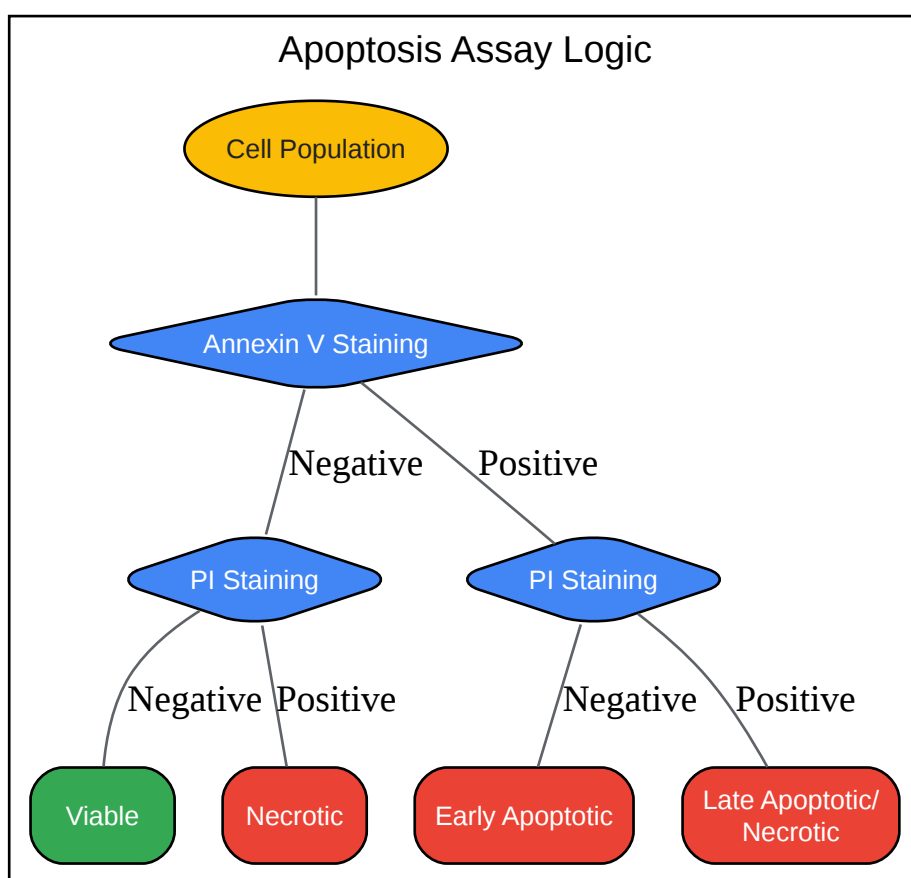 Apoptosis Assay Logic
Cell Population
Annexin V Staining
Negative
Positive
PI Staining
PI Staining
Negative
Positive
Negative
Positive
Viable
Necrotic
Early Apoptotic
Late Apoptotic/
Necrotic